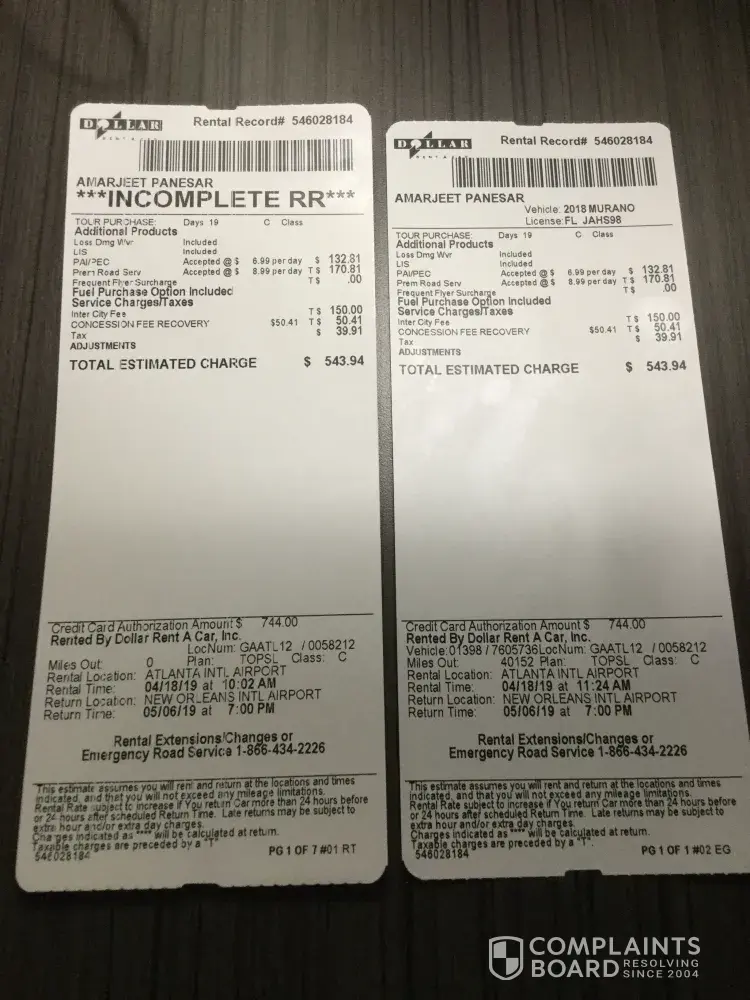 DOLLAR
RENT A CAR
Rental Record# 546028184
AMARJEET PANESAR
***INCOMPLETE RR***
TOUR PURCHASE: Days 19 C Class
Additional Products
Loss Dmg Wvr Included
LIS Included
PAI/PEC Accepted @ $ 6.99 per day $ 132.81
Prem Road Serv Accepted @ $ 8.99 per day T $ 170.81
Frequent Flyer Surcharge T $ .00
Fuel Purchase Option Included
Service Charges/Taxes
Inter City Fee T $ 150.00
CONCESSION FEE RECOVERY $50.41 T $ 50.41
Tax $ 39.91
ADJUSTMENTS
TOTAL ESTIMATED CHARGE $ 543.94
Credit Card Authorization Amount $ 744.00
Rented By Dollar Rent A Car, Inc.
LocNum: GAATL12 / 0058212
Miles Out: 0 Plan: TOPSL Class: C
Rental Location: ATLANTA INTL AIRPORT
Rental Time: 04/18/19 at 10:02 AM
Return Location: NEW ORLEANS INTL AIRPORT
Return Time: 05/06/19 at 7:00 PM
Rental Extensions/Changes or
Emergency Road Service 1-866-434-2226
This estimate assumes you will rent and return at the locations and times
indicated, and that you will not exceed any mileage limitations.
Rental Rate subject to increase if You return Car more than 24 hours before
or 24 hours after scheduled Return Time. Late returns may be subject to
extra hour and/or extra day charges.
Charges indicated as "***" will be calculated at return.
Taxable charges are preceded by a "T".
546028184 PG 1 OF 7 #01 RT
DOLLAR
RENT A CAR
Rental Record# 546028184
AMARJEET PANESAR
Vehicle: 2018 MURANO
License:FL JAHS98
TOUR PURCHASE: Days 19 C Class
Additional Products
Loss Dmg Wvr Included
LIS Included
PAI/PEC Accepted @ $ 6.99 per day $ 132.81
Prem Road Serv Accepted @ $ 8.99 per day T $ 170.81
Frequent Flyer Surcharge T $ .00
Fuel Purchase Option Included
Service Charges/Taxes
Inter City Fee T $ 150.00
CONCESSION FEE RECOVERY $50.41 T $ 50.41
Tax $ 39.91
ADJUSTMENTS
TOTAL ESTIMATED CHARGE $ 543.94
Credit Card Authorization Amount $ 744.00
Rented By Dollar Rent A Car, Inc.
Vehicle:01398 / 7605736LocNum: GAATL12 / 0058212
Miles Out: 40152 Plan: TOPSL Class: C
Rental Location: ATLANTA INTL AIRPORT
Rental Time: 04/18/19 at 11:24 AM
Return Location: NEW ORLEANS INTL AIRPORT
Return Time: 05/06/19 at 7:00 PM
Rental Extensions/Changes or
Emergency Road Service 1-866-434-2226
This estimate assumes you will rent and return at the locations and times
indicated, and that you will not exceed any mileage limitations.
Rental Rate subject to increase if You return Car more than 24 hours before
or 24 hours after scheduled Return Time. Late returns may be subject to
extra hour and/or extra day charges.
Charges indicated as "***" will be calculated at return.
Taxable charges are preceded by a "T".
546028184 PG 1 OF 1 #02 EG
COMPLAINTS
BOARD RESOLVING
SINCE 2004